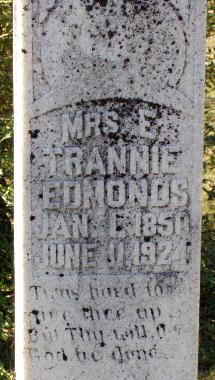 MRS E
TRANNIE
EDMONDS
JAN. 1850
JUNE 11, 1924
Twas hard to
give thee up
but Thy will, O
God be done.